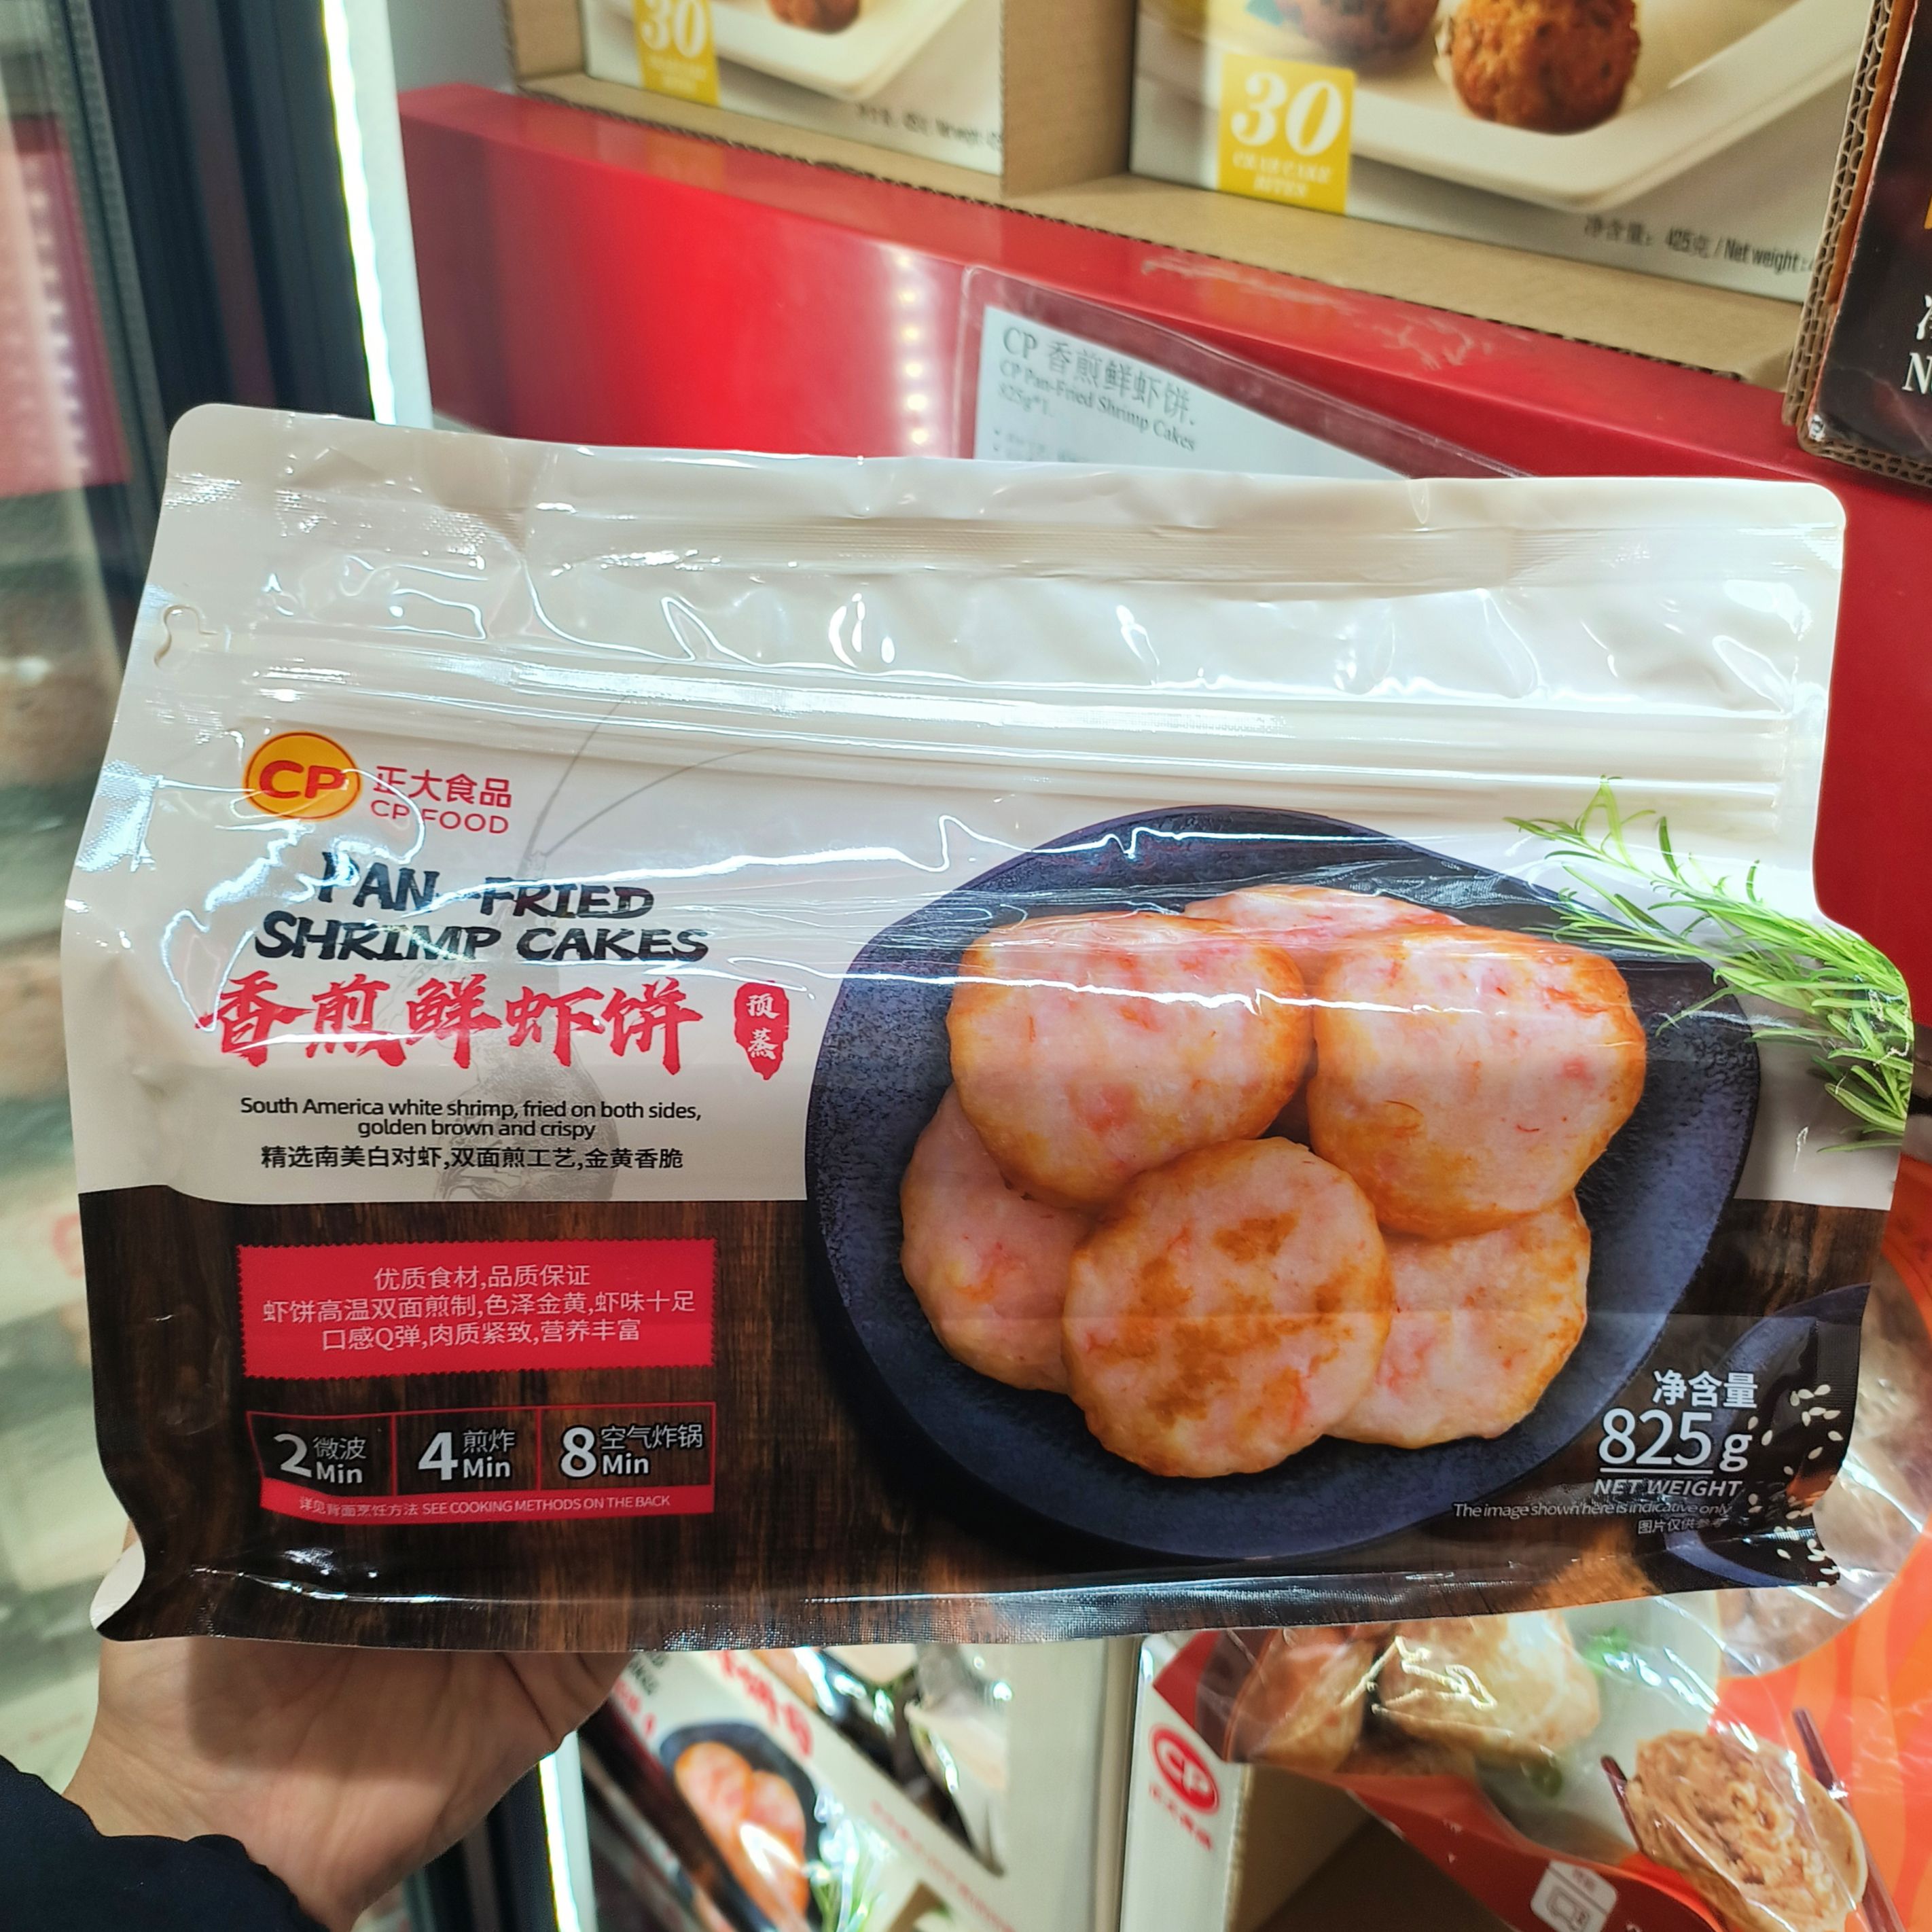 30
30
CRAB CAKE
BITES
净含量: 425克 / Net weight:
CP 香煎鲜虾饼.
CP Pan-Fried Shrimp Cakes
825g*1.
CP
正大食品
CP FOOD
PAN-FRIED
SHRIMP CAKES
香煎鲜虾饼
预蒸
South America white shrimp, fried on both sides,
golden brown and crispy
精选南美白对虾,双面煎工艺,金黄香脆
优质食材,品质保证
虾饼高温双面煎制,色泽金黄,虾味十足
口感Q弹,肉质紧致,营养丰富
2 微波 Min
4 煎炸 Min
8 空气炸锅 Min
详见背面烹饪方法 SEE COOKING METHODS ON THE BACK
净含量
825g
NET WEIGHT
The image shown here is indicative only
图片仅供参考
CP